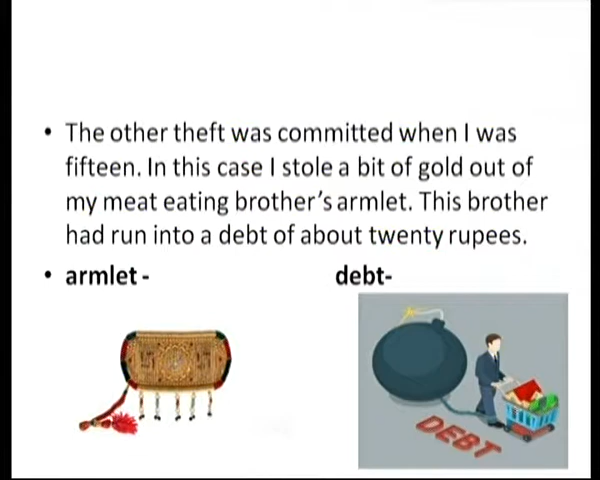 • The other theft was committed when I was
fifteen. In this case I stole a bit of gold out of
my meat eating brother's armlet. This brother
had run into a debt of about twenty rupees.
• armlet - debt-
DEBT